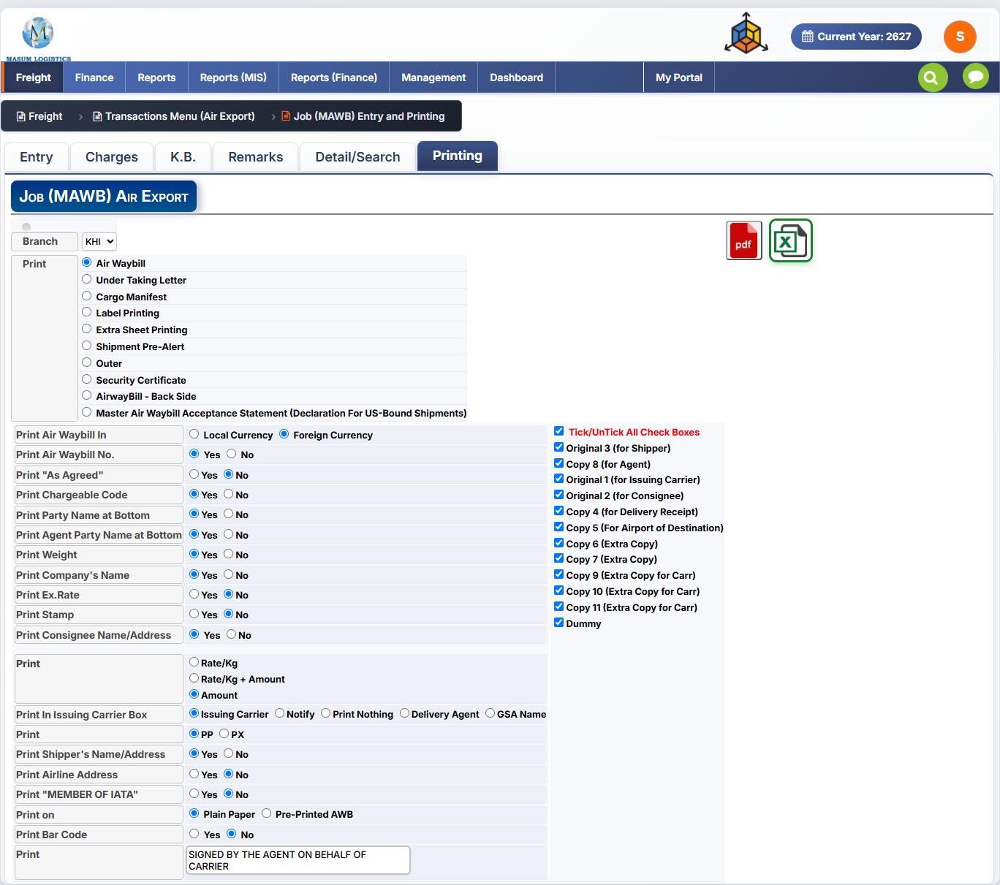 M
MASUM LOGISTICS
Current Year: 2627
S
Freight Finance Reports Reports (MIS) Reports (Finance) Management Dashboard My Portal
Freight › Transactions Menu (Air Export) › Job (MAWB) Entry and Printing
Entry Charges K.B. Remarks Detail/Search Printing
Job (MAWB) Air Export
Branch KHI
pdf X
Print Air Waybill
Under Taking Letter
Cargo Manifest
Label Printing
Extra Sheet Printing
Shipment Pre-Alert
Outer
Security Certificate
AirwayBill - Back Side
Master Air Waybill Acceptance Statement (Declaration For US-Bound Shipments)
Print Air Waybill In Local Currency Foreign Currency
Print Air Waybill No. Yes No
Print "As Agreed" Yes No
Print Chargeable Code Yes No
Print Party Name at Bottom Yes No
Print Agent Party Name at Bottom Yes No
Print Weight Yes No
Print Company's Name Yes No
Print Ex.Rate Yes No
Print Stamp Yes No
Print Consignee Name/Address Yes No
Print Rate/Kg
Rate/Kg + Amount
Amount
Print In Issuing Carrier Box Issuing Carrier Notify Print Nothing Delivery Agent GSA Name
Print PP PX
Print Shipper's Name/Address Yes No
Print Airline Address Yes No
Print "MEMBER OF IATA" Yes No
Print on Plain Paper Pre-Printed AWB
Print Bar Code Yes No
Print SIGNED BY THE AGENT ON BEHALF OF
CARRIER
Tick/UnTick All Check Boxes
Original 3 (for Shipper)
Copy 8 (for Agent)
Original 1 (for Issuing Carrier)
Original 2 (for Consignee)
Copy 4 (for Delivery Receipt)
Copy 5 (For Airport of Destination)
Copy 6 (Extra Copy)
Copy 7 (Extra Copy)
Copy 9 (Extra Copy for Carr)
Copy 10 (Extra Copy for Carr)
Copy 11 (Extra Copy for Carr)
Dummy